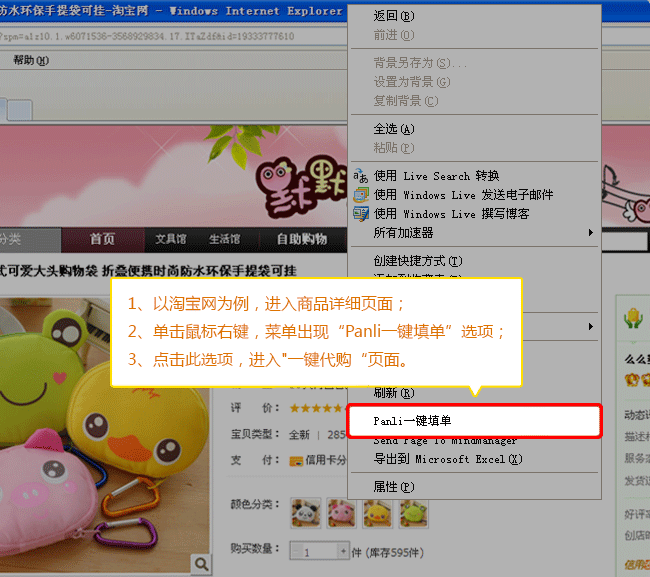 防水环保手提袋可挂-淘宝网 - Windows Internet Explorer
?spm=a1z10.1.w6071536-3568929834.17.ITaZdf&id=19333777610
帮助(H)
返回(B)
前进(O)
背景另存为(S)...
设置为背景(G)
复制背景(C)
全选(A)
粘贴(P)
使用 Live Search 转换
使用 Windows Live 发送电子邮件
使用 Windows Live 撰写博客
所有加速器
创建快捷方式(T)
默
分类
首页
文具馆
生活馆
自助购物
式可爱大头购物袋 折叠便携时尚防水环保手提袋可挂
1、以淘宝网为例，进入商品详细页面；
2、单击鼠标右键，菜单出现“Panli一键填单”选项；
3、点击此选项，进入"一键代购“页面。
刷新(R)
Panli一键填单
Send Page To MindManager
导出到 Microsoft Excel(X)
属性(P)
评 价：
宝贝类型： 全新 | 285
支 付： 信用卡分
颜色分类：
购买数量： 1 件 (库存595件)
么么
动态评
描述相
服务态
发货速
好评率
创店时